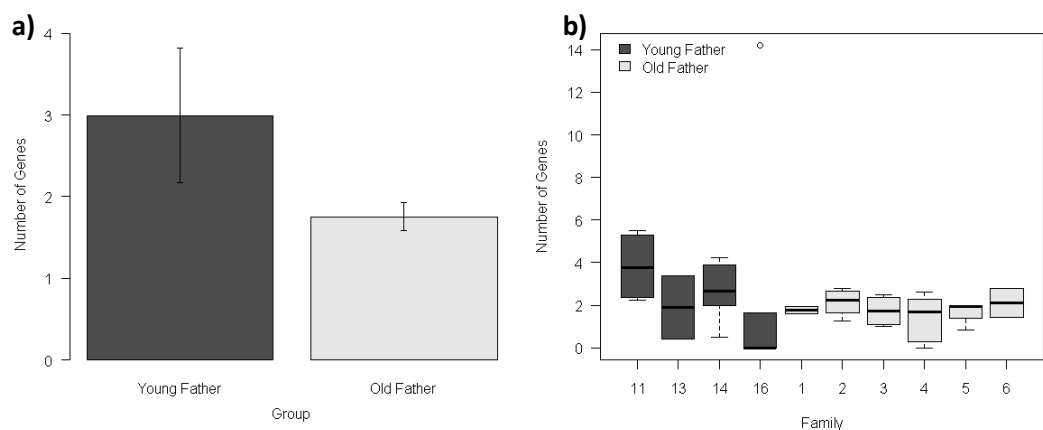 a)
4
3
2
1
0
Number of Genes
Young Father Old Father
Group
b)
Young Father
Old Father
14
12
10
8
6
4
2
0
Number of Genes
11 13 14 16 1 2 3 4 5 6
Family